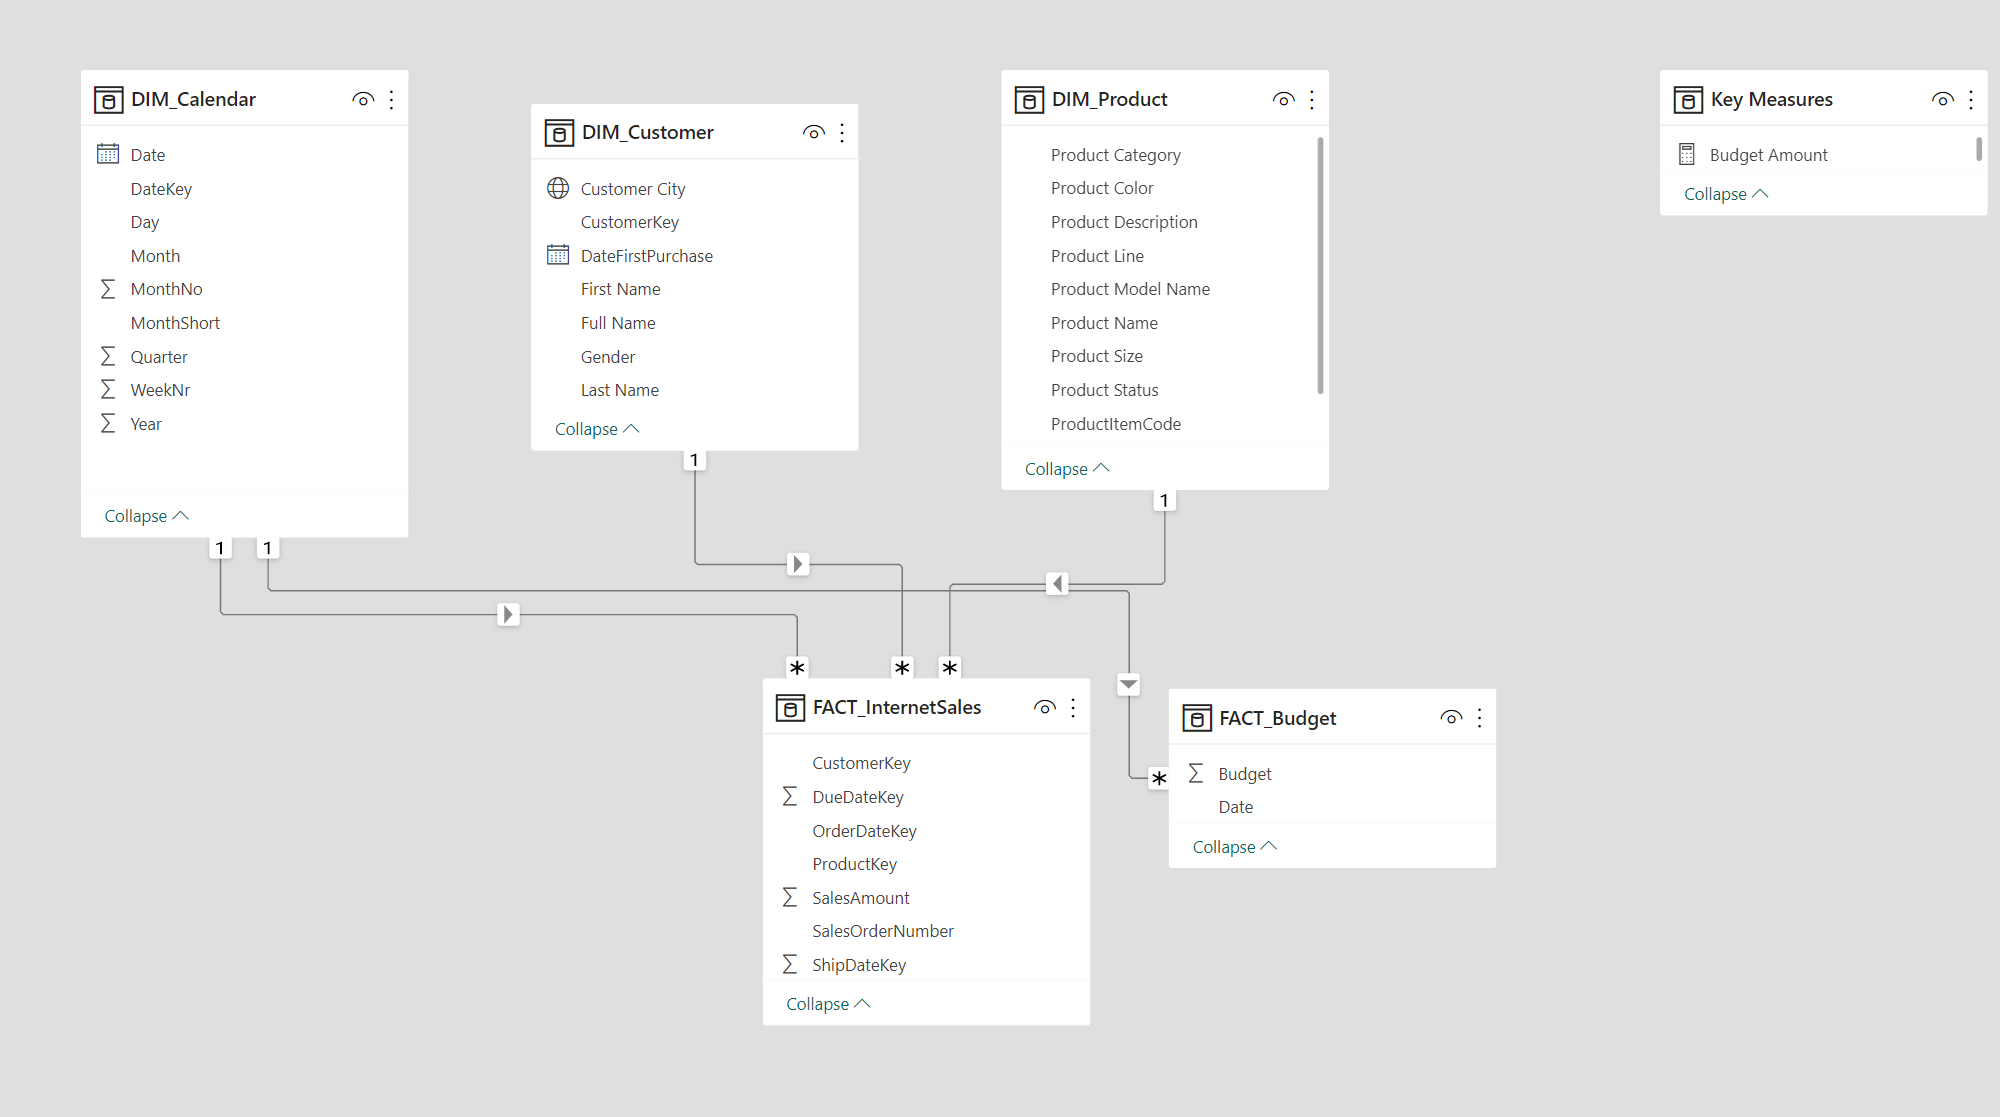 DIM_Calendar
Date
DateKey
Day
Month
MonthNo
MonthShort
Quarter
WeekNr
Year
Collapse
1
1
DIM_Customer
Customer City
CustomerKey
DateFirstPurchase
First Name
Full Name
Gender
Last Name
Collapse
1
DIM_Product
Product Category
Product Color
Product Description
Product Line
Product Model Name
Product Name
Product Size
Product Status
ProductItemCode
Collapse
1
Key Measures
Budget Amount
Collapse
*
*
*
FACT_InternetSales
CustomerKey
DueDateKey
OrderDateKey
ProductKey
SalesAmount
SalesOrderNumber
ShipDateKey
Collapse
*
FACT_Budget
Budget
Date
Collapse